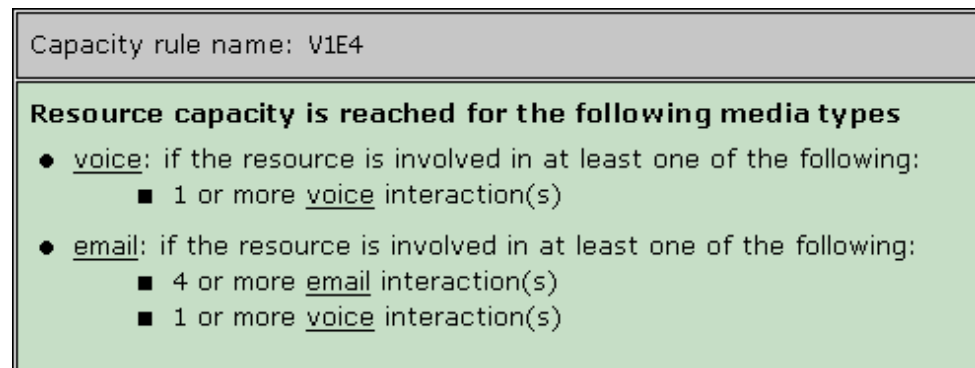 Capacity rule name: V1E4
Resource capacity is reached for the following media types
● voice: if the resource is involved in at least one of the following:
■ 1 or more voice interaction(s)
● email: if the resource is involved in at least one of the following:
■ 4 or more email interaction(s)
■ 1 or more voice interaction(s)